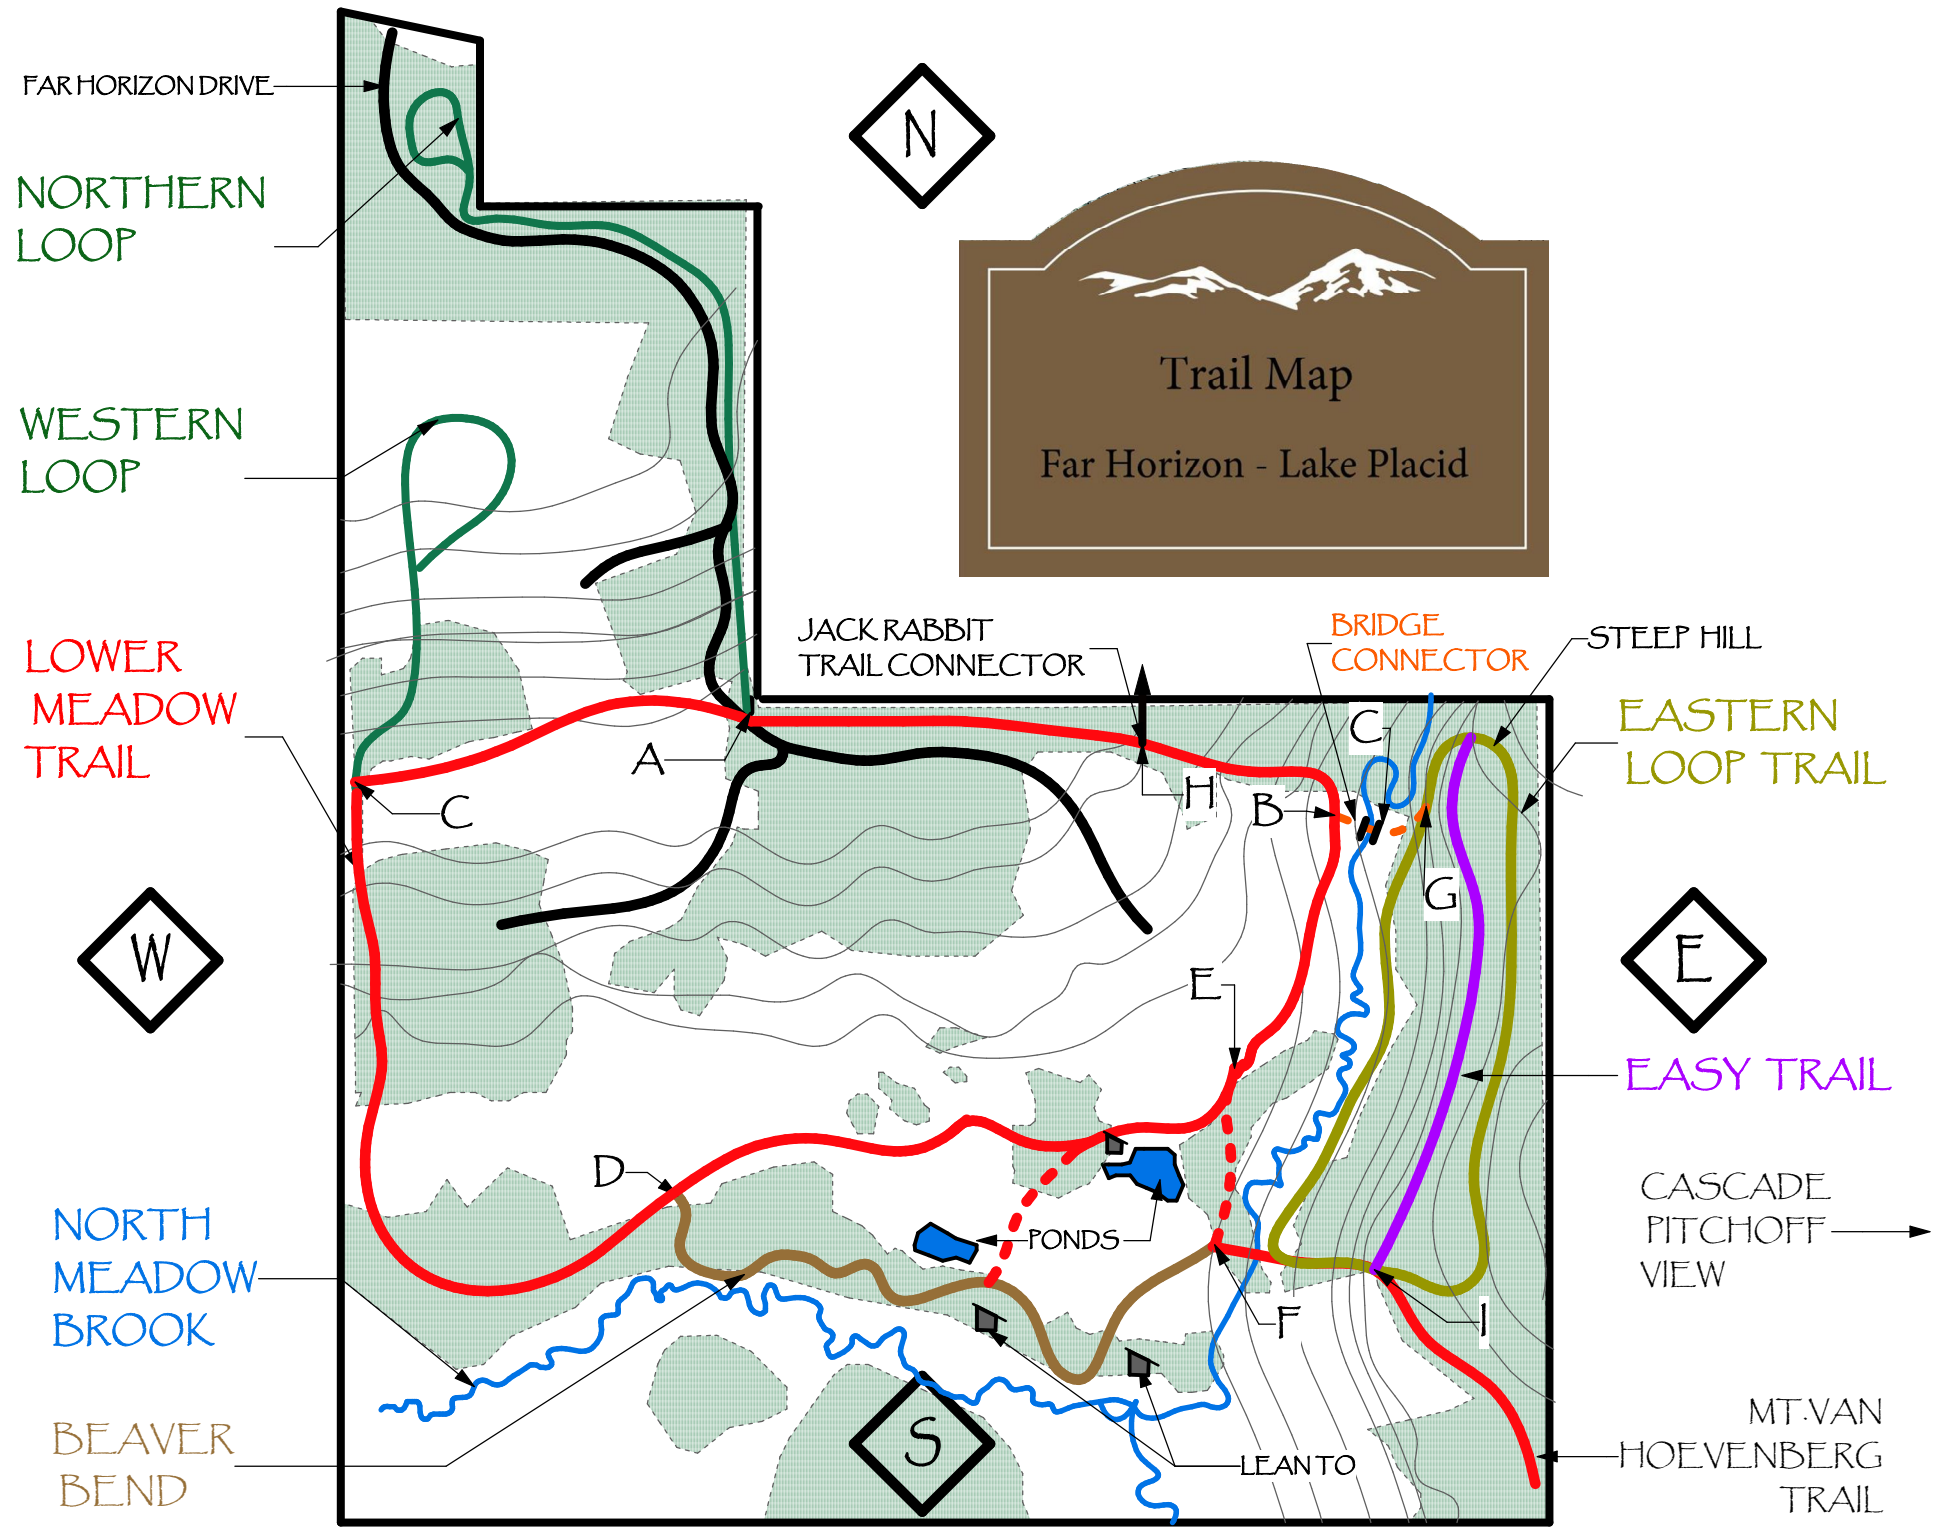 FAR HORIZON DRIVE
NORTHERN
LOOP
N
Trail Map
Far Horizon - Lake Placid
WESTERN
LOOP
LOWER
MEADOW
TRAIL
JACK RABBIT
TRAIL CONNECTOR
BRIDGE
CONNECTOR
STEEP HILL
EASTERN
LOOP TRAIL
A
C
H
B
C
G
W
E
E
EASY TRAIL
D
PONDS
F
I
CASCADE
PITCHOFF
VIEW
NORTH
MEADOW
BROOK
BEAVER
BEND
S
LEAN TO
MT.VAN
HOEVENBERG
TRAIL